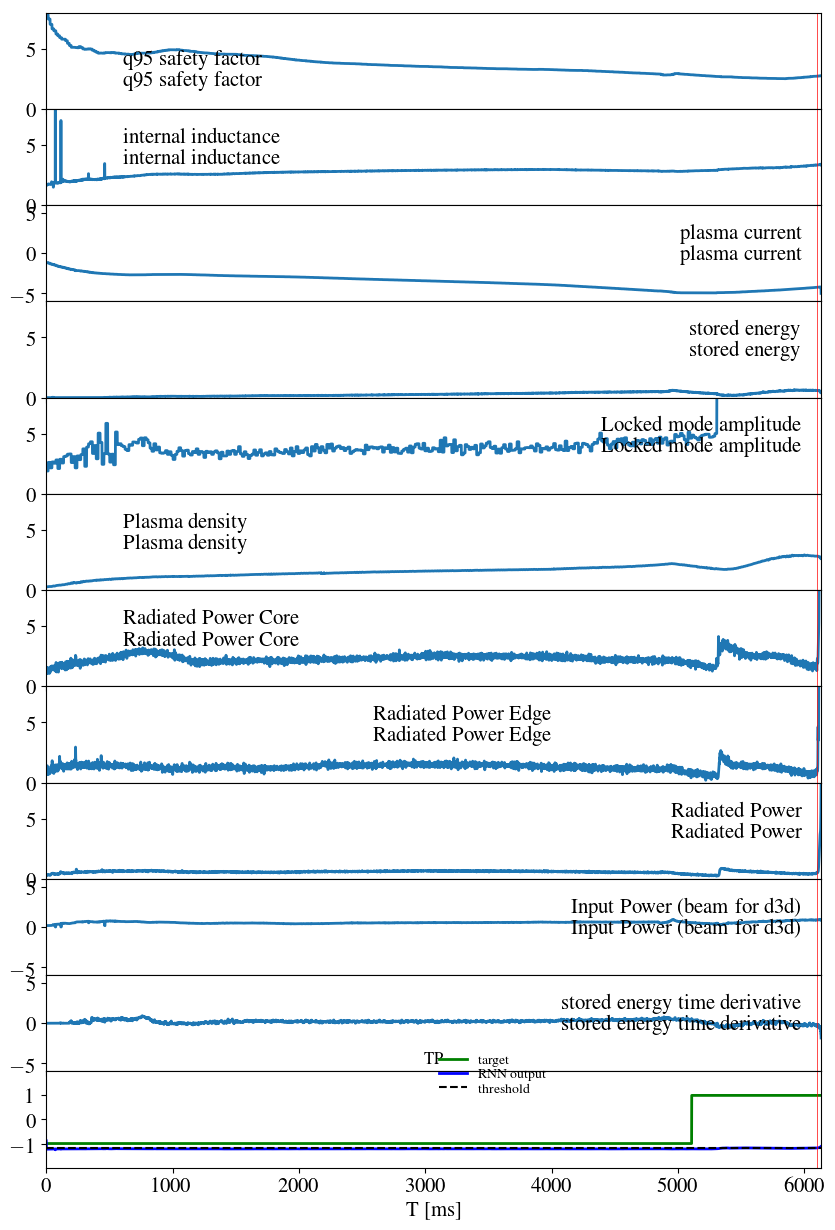 5
q95 safety factor
q95 safety factor
0
internal inductance
5
internal inductance
0
5
plasma current
0
plasma current
−5
stored energy
5
stored energy
0
Locked mode amplitude
5
Locked mode amplitude
0
Plasma density
5
Plasma density
0
Radiated Power Core
5
Radiated Power Core
0
Radiated Power Edge
5
Radiated Power Edge
0
Radiated Power
5
Radiated Power
0
5
Input Power (beam for d3d)
0
Input Power (beam for d3d)
−5
5
stored energy time derivative
0
stored energy time derivative
−5
TP
target
RNN output
threshold
1
0
−1
0 1000 2000 3000 4000 5000 6000
T [ms]